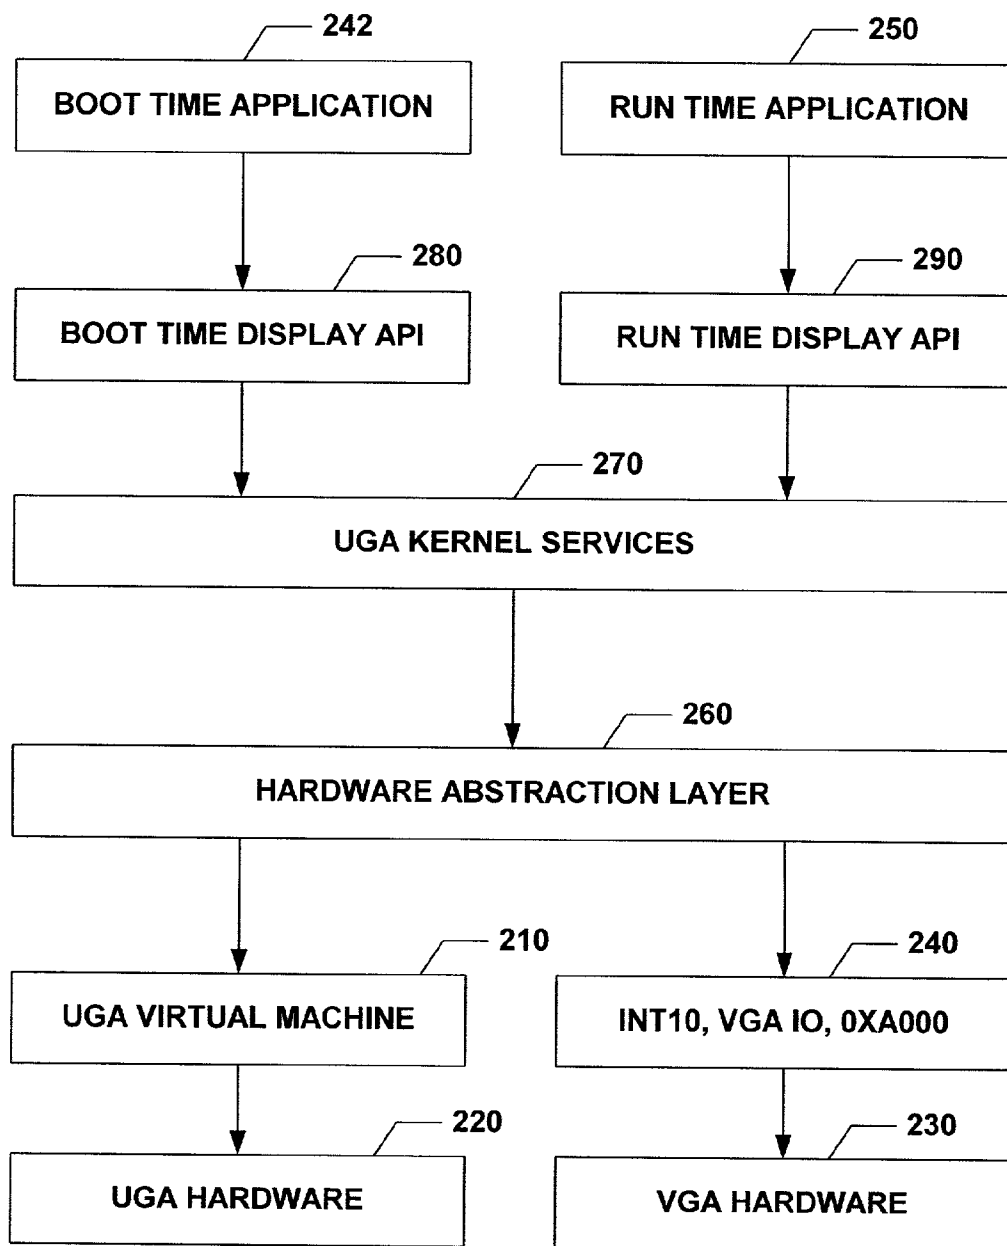 242
250
BOOT TIME APPLICATION
RUN TIME APPLICATION
280
290
BOOT TIME DISPLAY API
RUN TIME DISPLAY API
270
UGA KERNEL SERVICES
260
HARDWARE ABSTRACTION LAYER
210
240
UGA VIRTUAL MACHINE
INT10, VGA IO, 0XA000
220
230
UGA HARDWARE
VGA HARDWARE